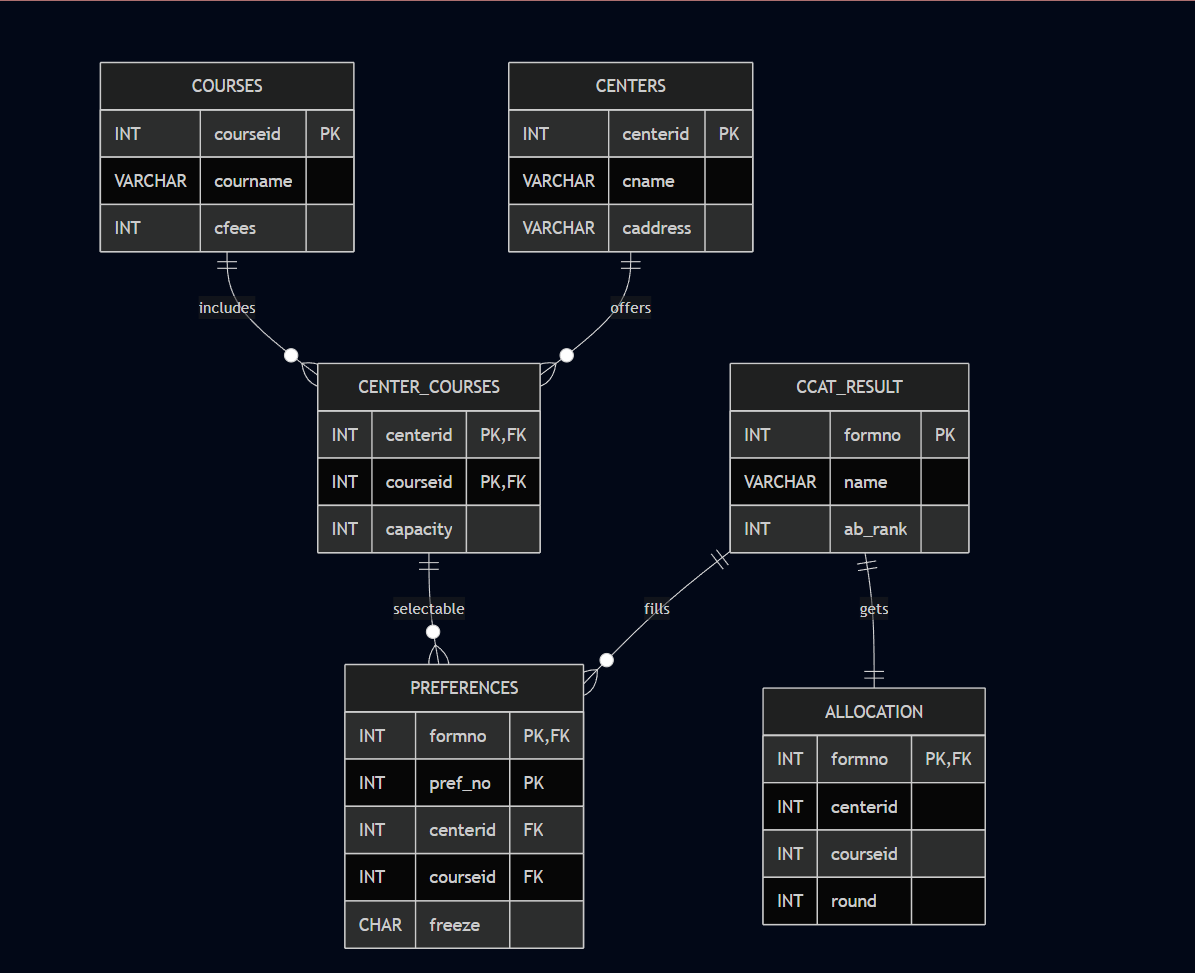 COURSES
INT courseid PK
VARCHAR courname
INT cfees
CENTERS
INT centerid PK
VARCHAR cname
VARCHAR caddress
includes
offers
CENTER_COURSES
INT centerid PK,FK
INT courseid PK,FK
INT capacity
CCAT_RESULT
INT formno PK
VARCHAR name
INT ab_rank
selectable
fills
gets
PREFERENCES
INT formno PK,FK
INT pref_no PK
INT centerid FK
INT courseid FK
CHAR freeze
ALLOCATION
INT formno PK,FK
INT centerid
INT courseid
INT round